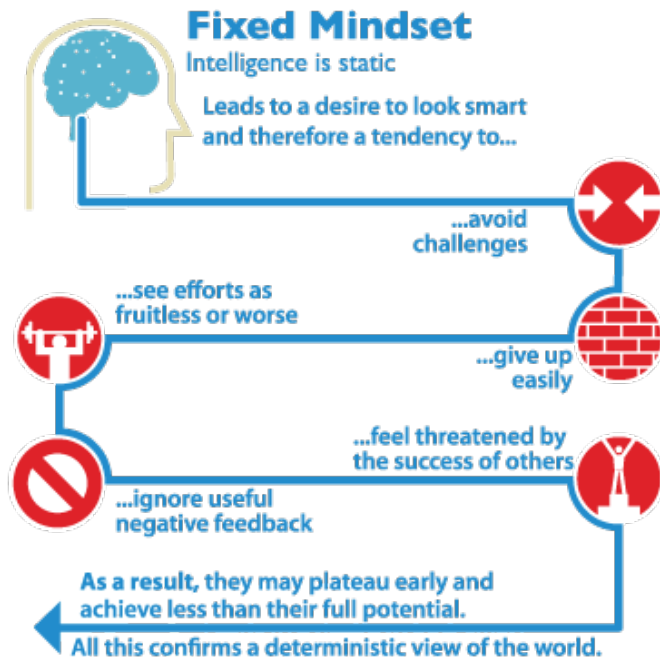 Fixed Mindset
Intelligence is static
Leads to a desire to look smart
and therefore a tendency to...
...avoid
challenges
...give up
easily
...see efforts as
fruitless or worse
...ignore useful
negative feedback
...feel threatened by
the success of others
As a result, they may plateau early and
achieve less than their full potential.
All this confirms a deterministic view of the world.